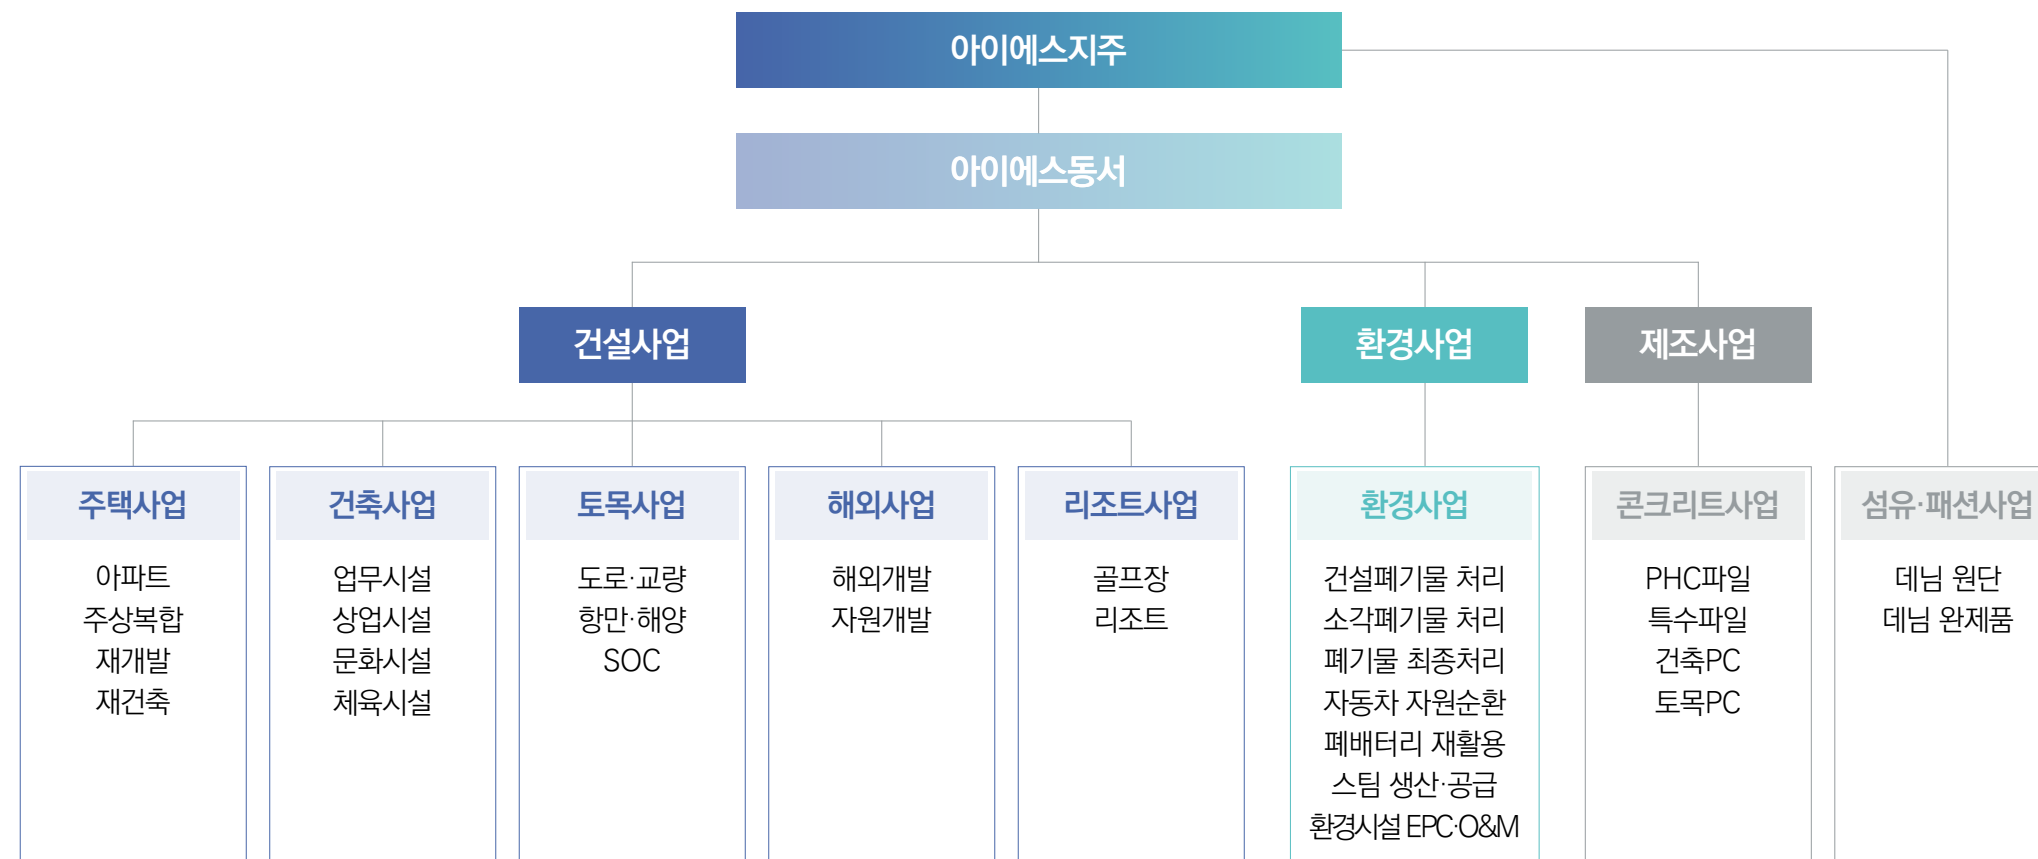 아이에스지주
아이에스동서
건설사업
환경사업
제조사업
주택사업
아파트
주상복합
재개발
재건축
건축사업
업무시설
상업시설
문화시설
체육시설
토목사업
도로·교량
항만·해양
SOC
해외사업
해외개발
자원개발
리조트사업
골프장
리조트
환경사업
건설폐기물 처리
소각폐기물 처리
폐기물 최종처리
자동차 자원순환
폐배터리 재활용
스팀 생산·공급
환경시설 EPC·O&M
콘크리트사업
PHC파일
특수파일
건축PC
토목PC
섬유·패션사업
데님 원단
데님 완제품